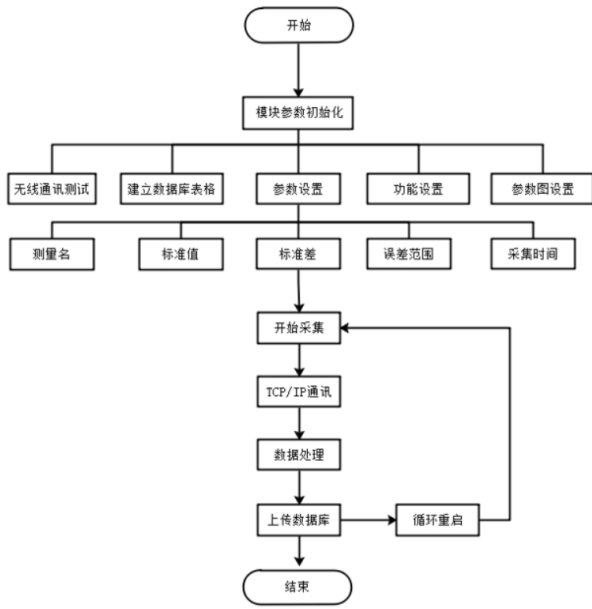 开始
模块参数初始化
无线通讯测试
建立数据库表格
参数设置
功能设置
参数图设置
测量名
标准值
标准差
误差范围
采集时间
开始采集
TCP/IP通讯
数据处理
上传数据库
循环重启
结束